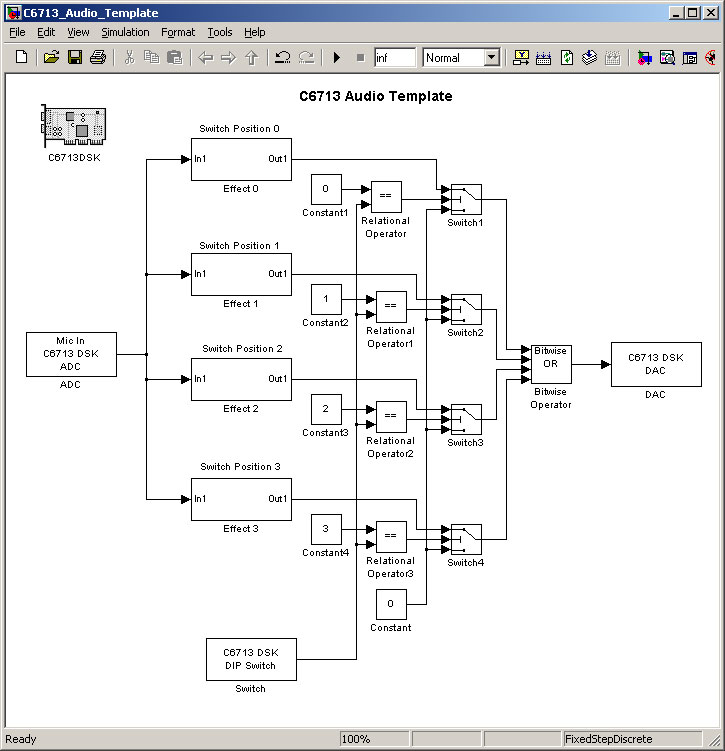 C6713_Audio_Template
File Edit View Simulation Format Tools Help
inf Normal
C6713 Audio Template
C6713DSK
Switch Position 0
In1 Out1
Effect 0
0
Constant1
==
Relational
Operator
Switch1
Switch Position 1
In1 Out1
Effect 1
1
Constant2
==
Relational
Operator1
Switch2
Mic In
C6713 DSK
ADC
ADC
Switch Position 2
In1 Out1
Effect 2
2
Constant3
==
Relational
Operator2
Switch3
Bitwise
OR
Bitwise
Operator
C6713 DSK
DAC
DAC
Switch Position 3
In1 Out1
Effect 3
3
Constant4
==
Relational
Operator3
Switch4
0
Constant
C6713 DSK
DIP Switch
Switch
Ready 100% FixedStepDiscrete